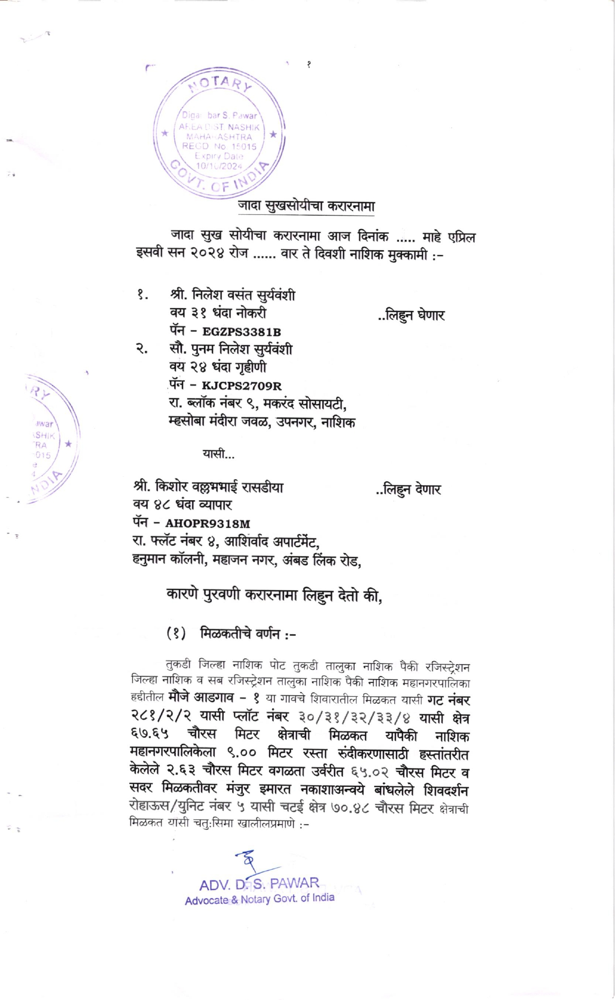 १
NOTARY
Digambar S. Pawar
AREA DIST. NASHIK
MAHARASHTRA
REGD. No. 15015
Expiry Date
10/10/2024
GOVT. OF INDIA
जादा सुखसोयीचा करारनामा
जादा सुख सोयीचा करारनामा आज दिनांक ..... माहे एप्रिल
इसवी सन २०२४ रोज ...... वार ते दिवशी नाशिक मुक्कामी :-
१. श्री. निलेश वसंत सुर्यवंशी
वय ३१ धंदा नोकरी ..लिहुन घेणार
पॅन - EGZPS3381B
२. सौ. पुनम निलेश सुर्यवंशी
वय २४ धंदा गृहीणी
पॅन - KJCPS2709R
रा. ब्लॉक नंबर ९, मकरंद सोसायटी,
म्हसोबा मंदीरा जवळ, उपनगर, नाशिक
RY
awar
ASHIK
TRA
015
e
4
NDIA
यासी...
श्री. किशोर वल्लभभाई रासडीया ..लिहुन देणार
वय ४८ धंदा व्यापार
पॅन - AHOPR9318M
रा. फ्लॅट नंबर ४, आशिर्वाद अपार्टमेंट,
हनुमान कॉलनी, महाजन नगर, अंबड लिंक रोड,
कारणे पुरवणी करारनामा लिहुन देतो की,
(१) मिळकतीचे वर्णन :-
तुकडी जिल्हा नाशिक पोट तुकडी तालुका नाशिक पैकी रजिस्ट्रेशन
जिल्हा नाशिक व सब रजिस्ट्रेशन तालुका नाशिक पैकी नाशिक महानगरपालिका
हद्दीतील मौजे आडगाव - १ या गावचे शिवारातील मिळकत यासी गट नंबर
२८१/२/२ यासी प्लॉट नंबर ३०/३१/३२/३३/४ यासी क्षेत्र
६७.६५ चौरस मिटर क्षेत्राची मिळकत यापैकी नाशिक
महानगरपालिकेला ९.०० मिटर रस्ता रुंदीकरणासाठी हस्तांतरीत
केलेले २.६३ चौरस मिटर वगळता उर्वरीत ६५.०२ चौरस मिटर व
सदर मिळकतीवर मंजुर इमारत नकाशाअन्वये बांधलेले शिवदर्शन
रोहाऊस/युनिट नंबर ५ यासी चटई क्षेत्र ७०.४८ चौरस मिटर क्षेत्राची
मिळकत यासी चतु:सिमा खालीलप्रमाणे :-
ADV. D. S. PAWAR
Advocate & Notary Govt. of India